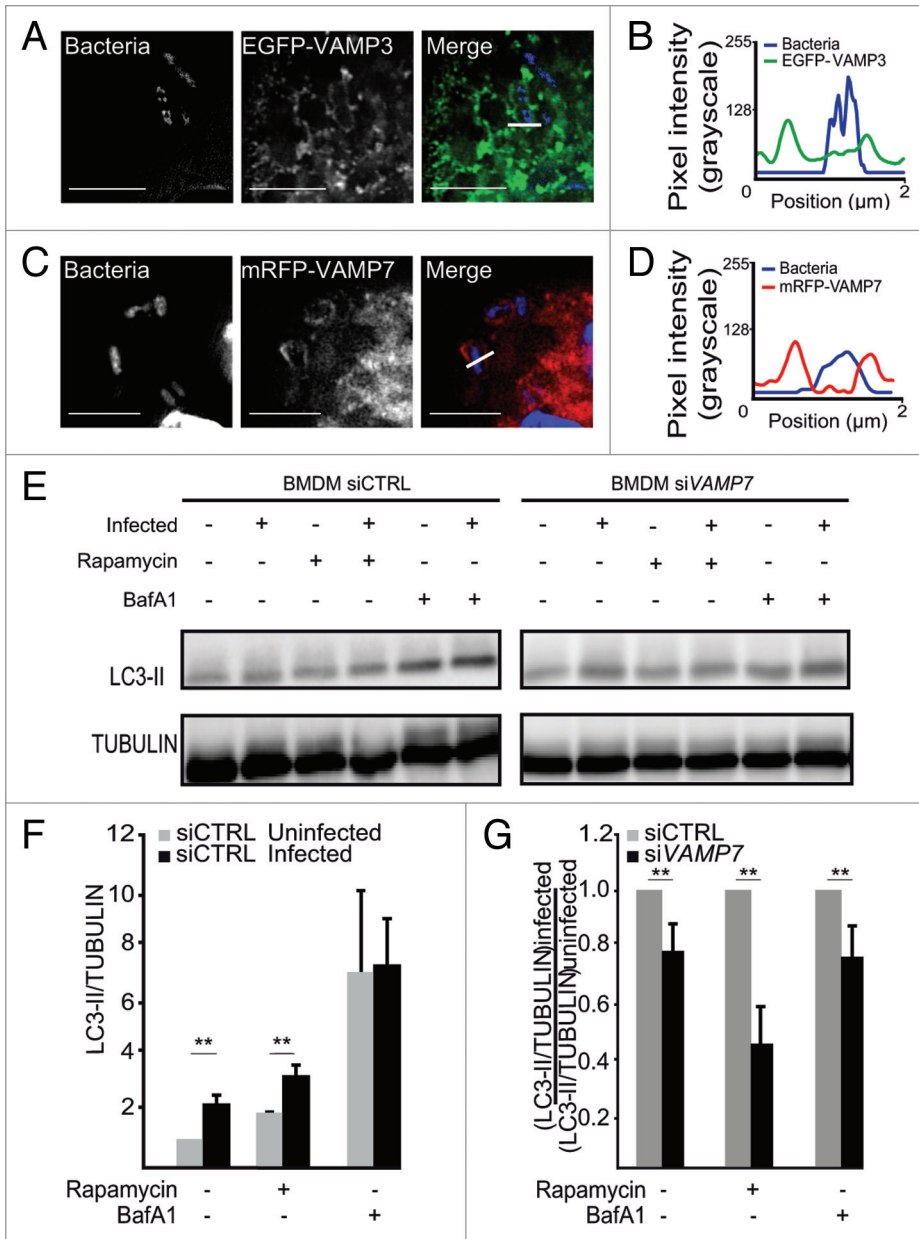 A
Bacteria
EGFP-VAMP3
Merge
B
255
128
0
2
Bacteria
EGFP-VAMP3
Pixel intensity
(grayscale)
Position (µm)
C
Bacteria
mRFP-VAMP7
Merge
D
255
128
0
2
Bacteria
mRFP-VAMP7
Pixel intensity
(grayscale)
Position (µm)
E
BMDM siCTRL
BMDM siVAMP7
Infected - + - + - + - + - + - +
Rapamycin - - + + - - - - + + - -
BafA1 - - - - + + - - - - + +
LC3-II
TUBULIN
F
siCTRL Uninfected
siCTRL Infected
LC3-II/TUBULIN
12
10
8
6
4
2
** **
Rapamycin - + -
BafA1 - - +
G
siCTRL
siVAMP7
(LC3-II/TUBULIN)infected
(LC3-II/TUBULIN)uninfected
1.2
1.0
0.8
0.6
0.4
0.2
** ** **
Rapamycin - + -
BafA1 - - +